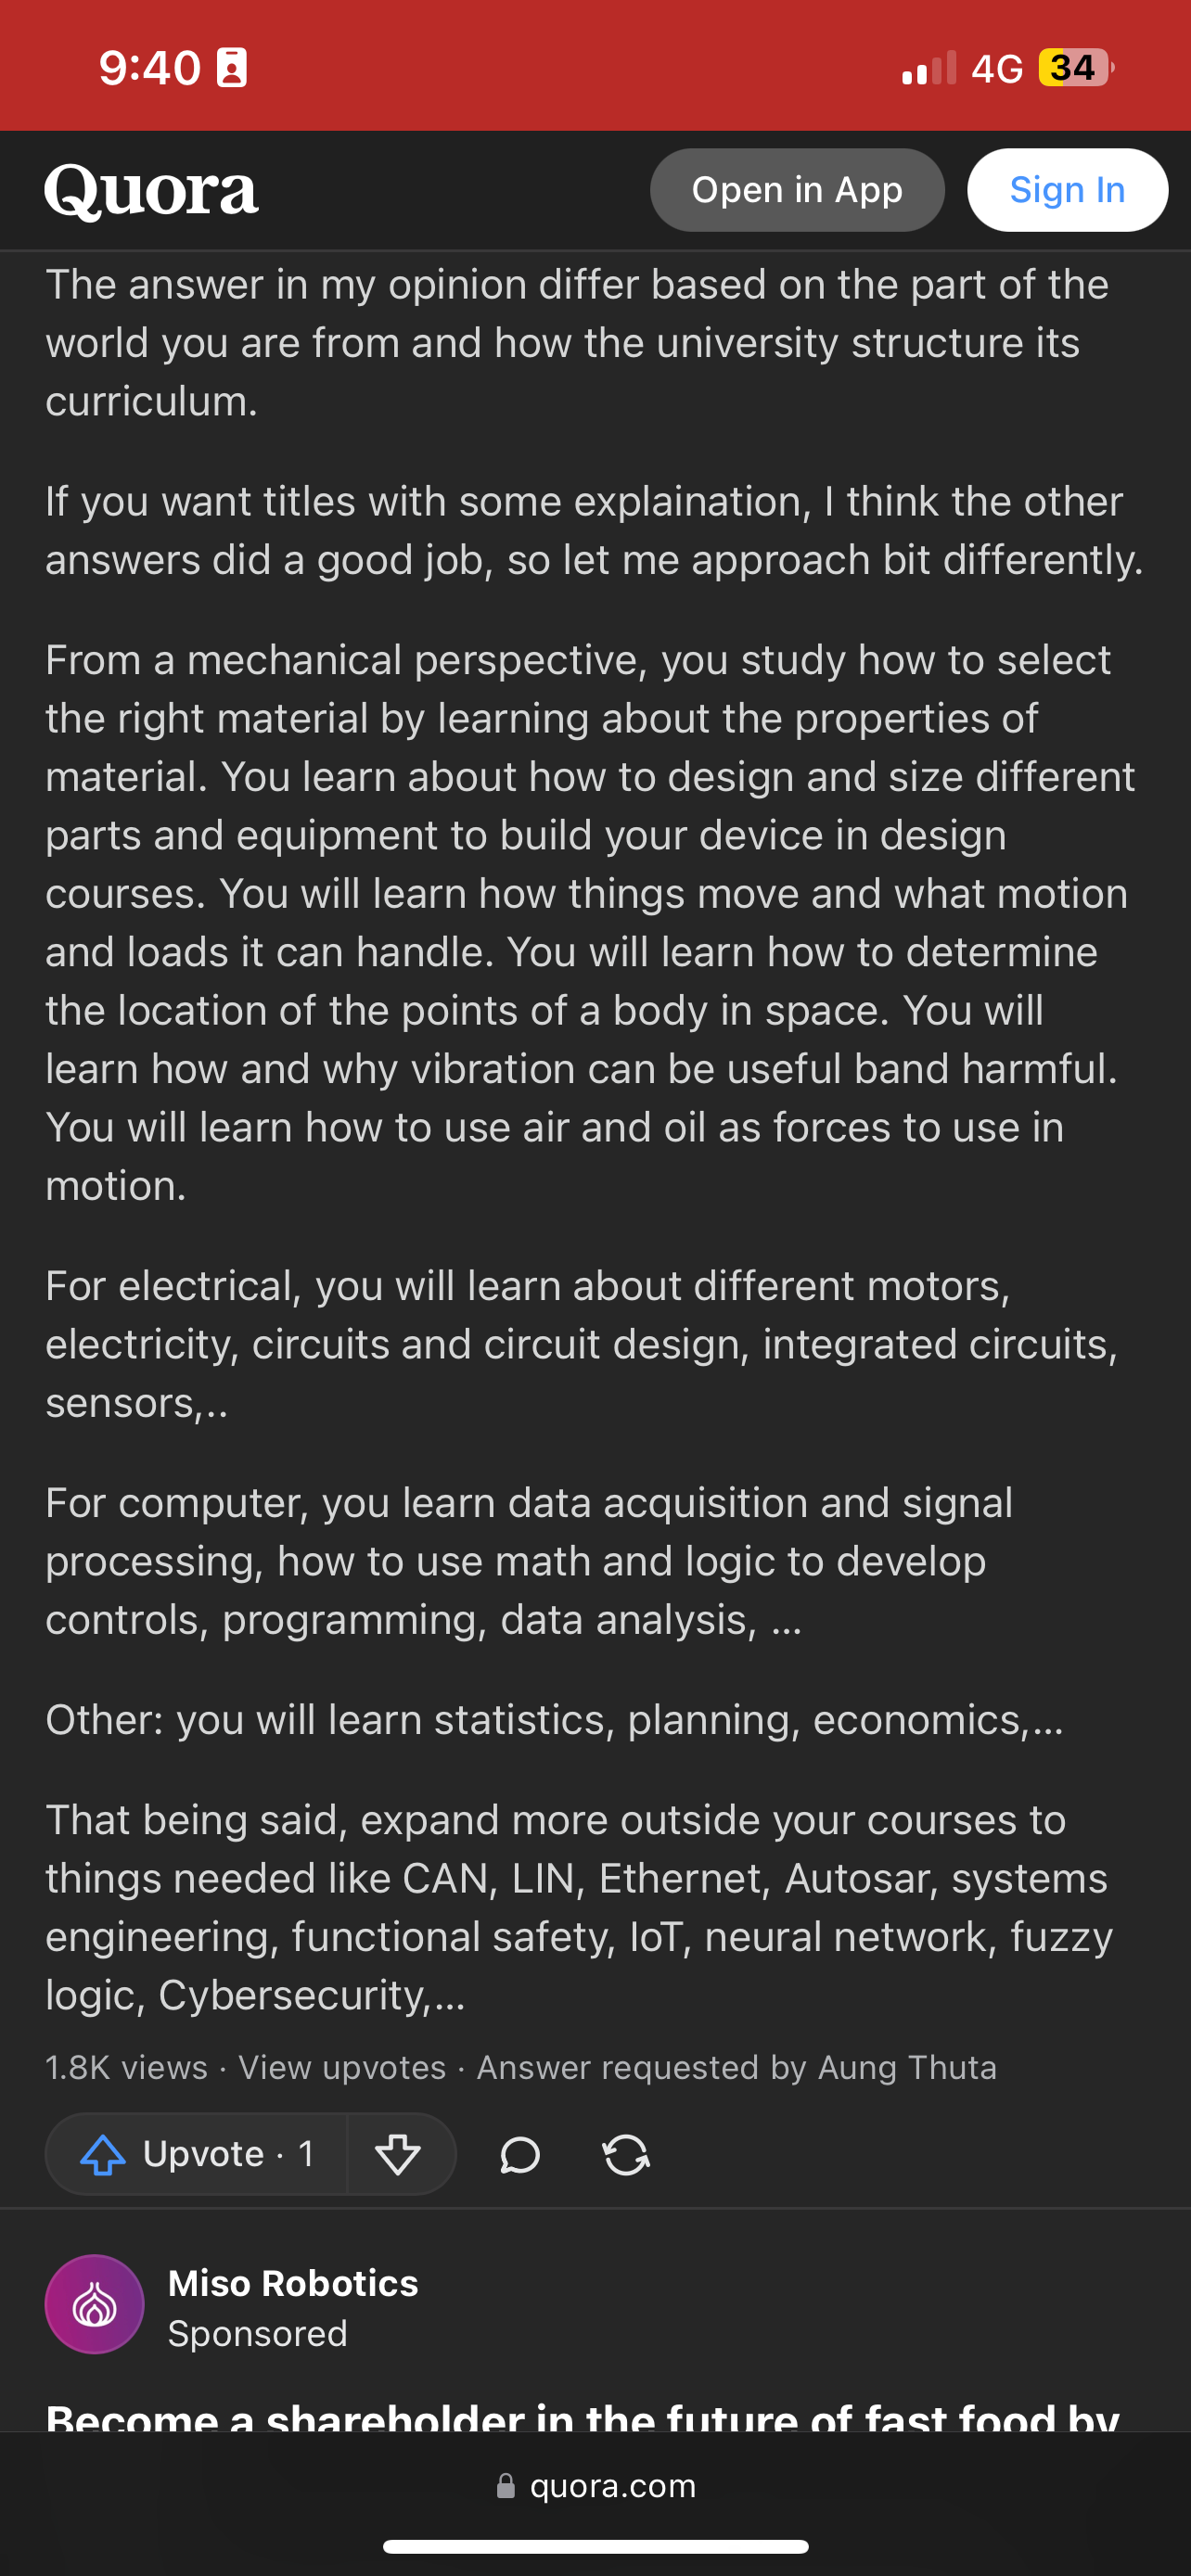 9:40
4G 34
Quora
Open in App
Sign In
The answer in my opinion differ based on the part of the
world you are from and how the university structure its
curriculum.
If you want titles with some explaination, I think the other
answers did a good job, so let me approach bit differently.
From a mechanical perspective, you study how to select
the right material by learning about the properties of
material. You learn about how to design and size different
parts and equipment to build your device in design
courses. You will learn how things move and what motion
and loads it can handle. You will learn how to determine
the location of the points of a body in space. You will
learn how and why vibration can be useful band harmful.
You will learn how to use air and oil as forces to use in
motion.
For electrical, you will learn about different motors,
electricity, circuits and circuit design, integrated circuits,
sensors,..
For computer, you learn data acquisition and signal
processing, how to use math and logic to develop
controls, programming, data analysis, ...
Other: you will learn statistics, planning, economics,...
That being said, expand more outside your courses to
things needed like CAN, LIN, Ethernet, Autosar, systems
engineering, functional safety, IoT, neural network, fuzzy
logic, Cybersecurity,...
1.8K views · View upvotes · Answer requested by Aung Thuta
Upvote · 1
Miso Robotics
Sponsored
Become a shareholder in the future of fast food by
quora.com